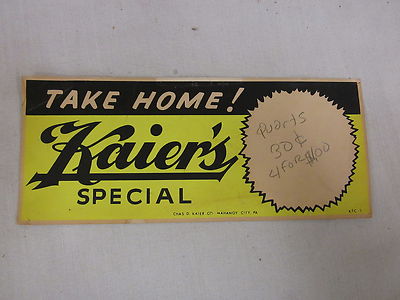 TAKE HOME!
Kaier's
SPECIAL
Quarts
30¢
4 FOR $1.00
CHAS. D. KAIER CO. MAHANOY CITY, PA.